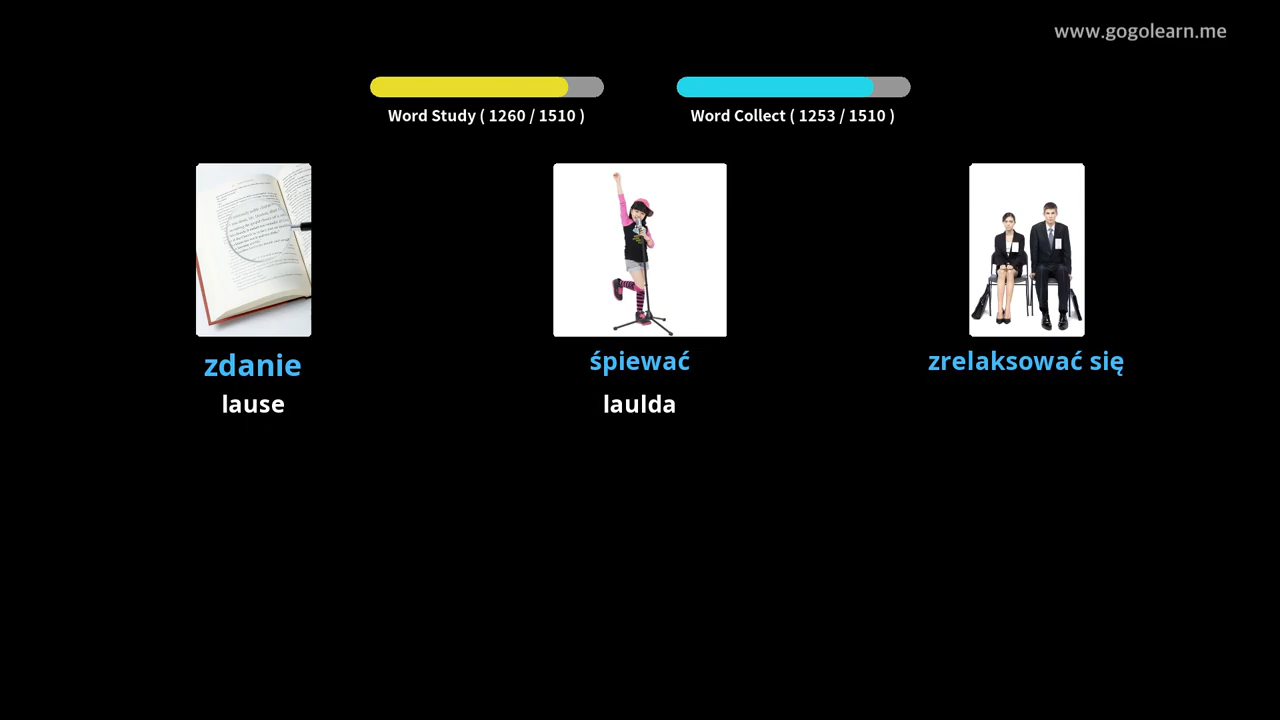 www.gogolearn.me
Word Study ( 1260 / 1510 )
Word Collect ( 1253 / 1510 )
zdanie
śpiewać
zrelaksować się
lause
laulda